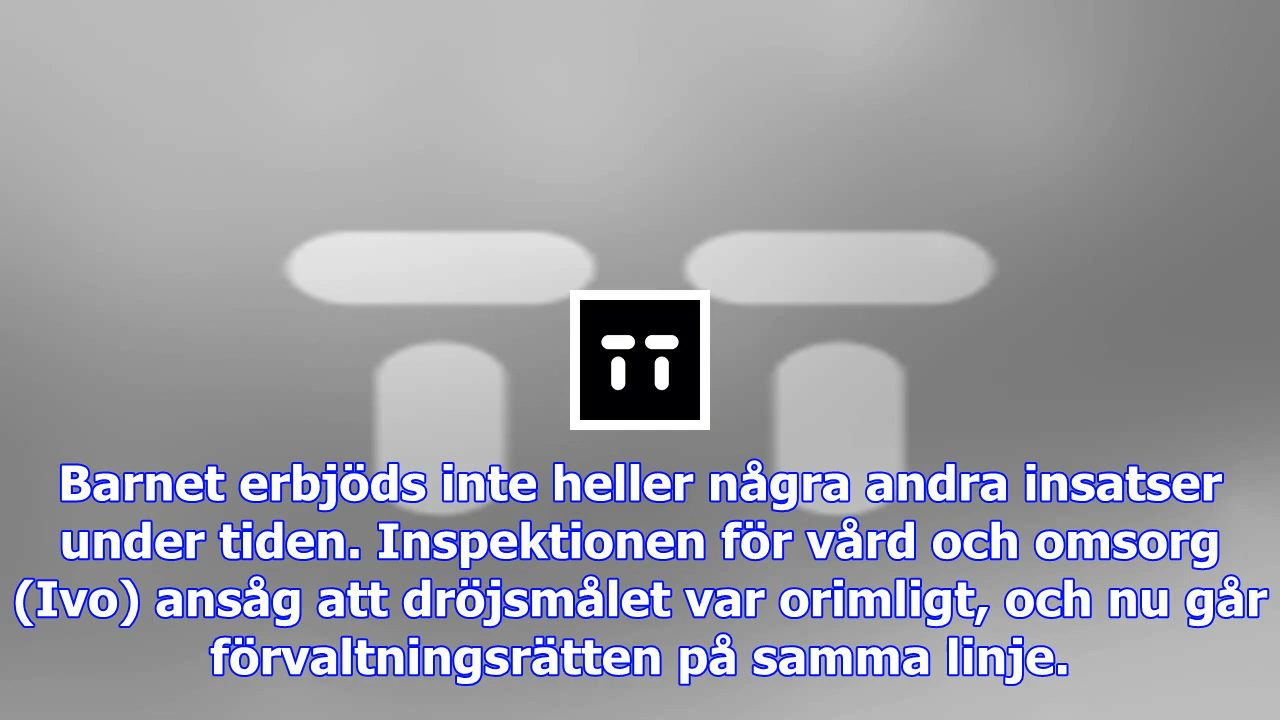 Barnet erbjöds inte heller några andra insatser
under tiden. Inspektionen för vård och omsorg
(Ivo) ansåg att dröjsmålet var orimligt, och nu går
förvaltningsrätten på samma linje.